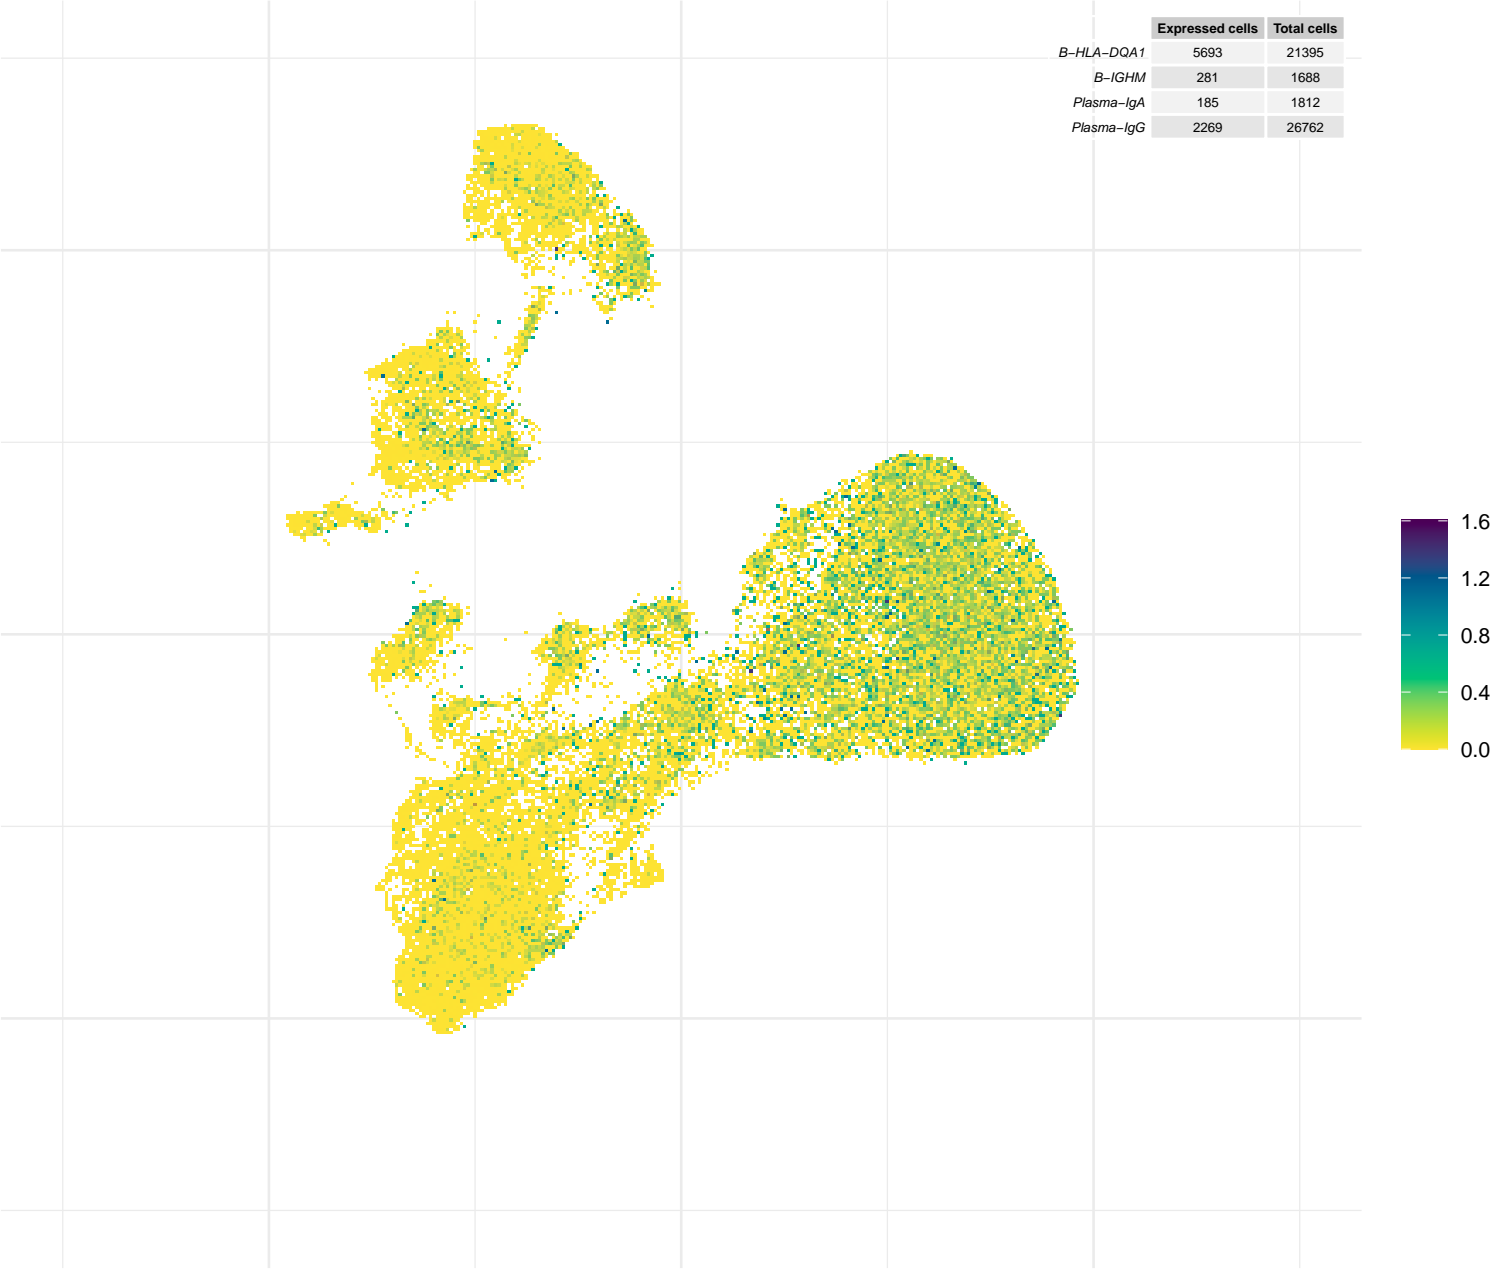 Expressed cells Total cells
B−HLA−DQA1 5693 21395
B−IGHM 281 1688
Plasma−IgA 185 1812
Plasma−IgG 2269 26762
1.6
1.2
0.8
0.4
0.0